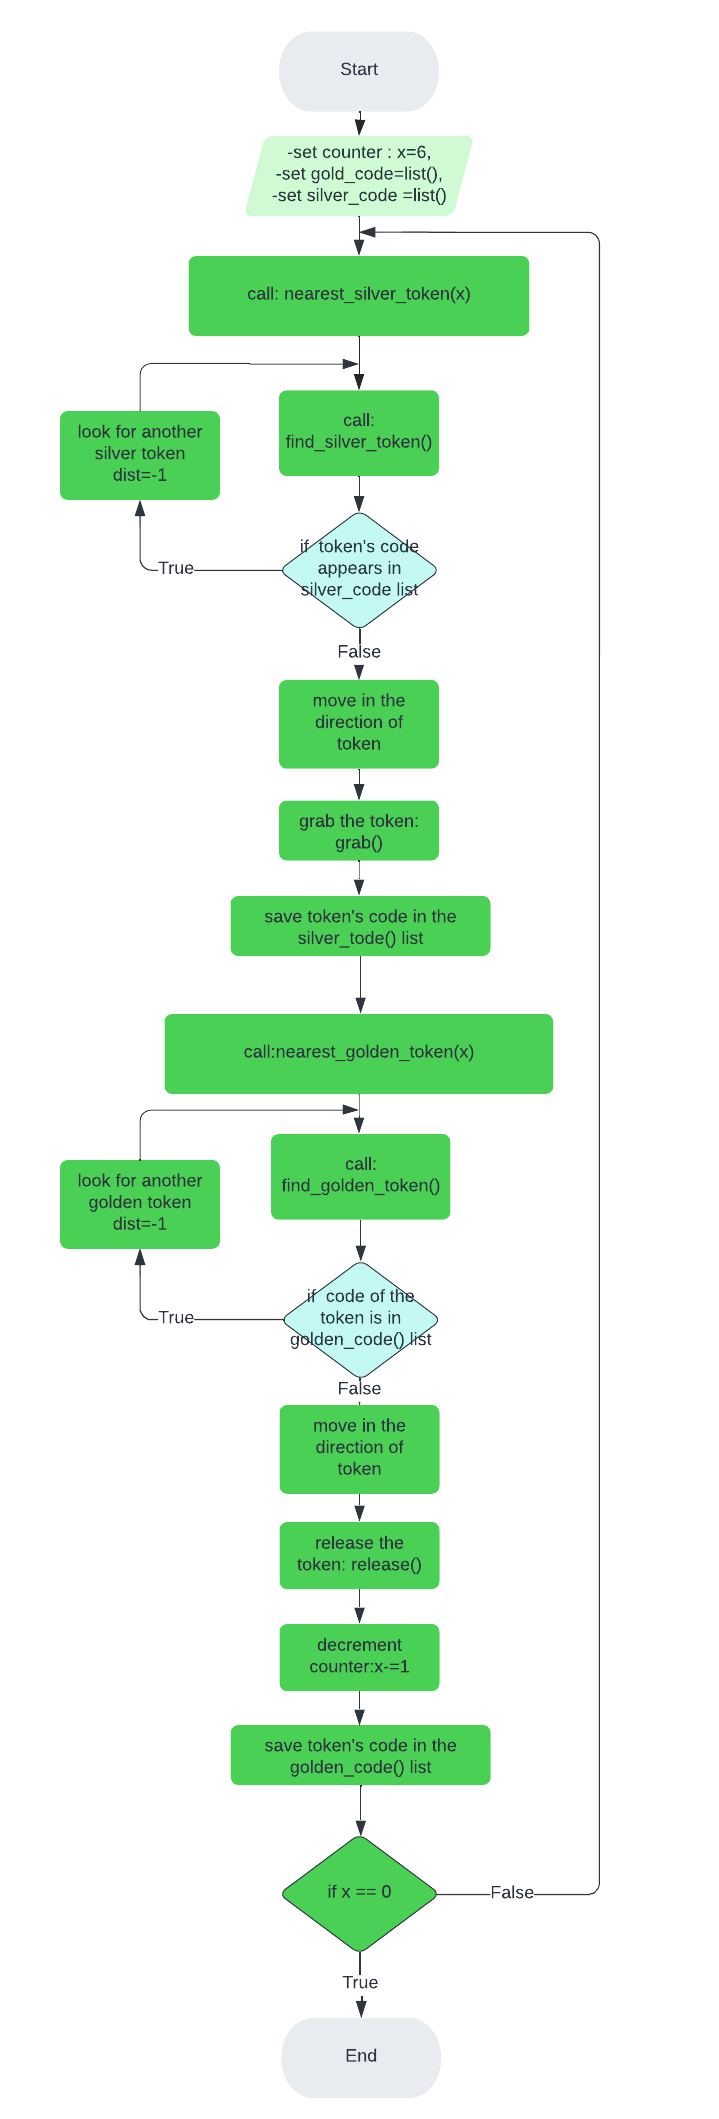 Start
-set counter : x=6,
-set gold_code=list(),
-set silver_code =list()
call: nearest_silver_token(x)
call:
find_silver_token()
look for another
silver token
dist=-1
if  token's code
appears in
silver_code list
True
False
move in the
direction of
token
grab the token:
grab()
save token's code in the
silver_tode() list
call:nearest_golden_token(x)
call:
find_golden_token()
look for another
golden token
dist=-1
if  code of the
token is in
golden_code() list
True
False
move in the
direction of
token
release the
token: release()
decrement
counter:x-=1
save token's code in the
golden_code() list
if x == 0
False
True
End